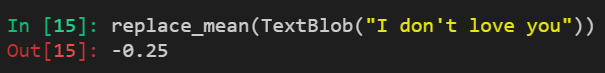 In [15]: replace_mean(TextBlob("I don't love you"))
Out[15]: -0.25